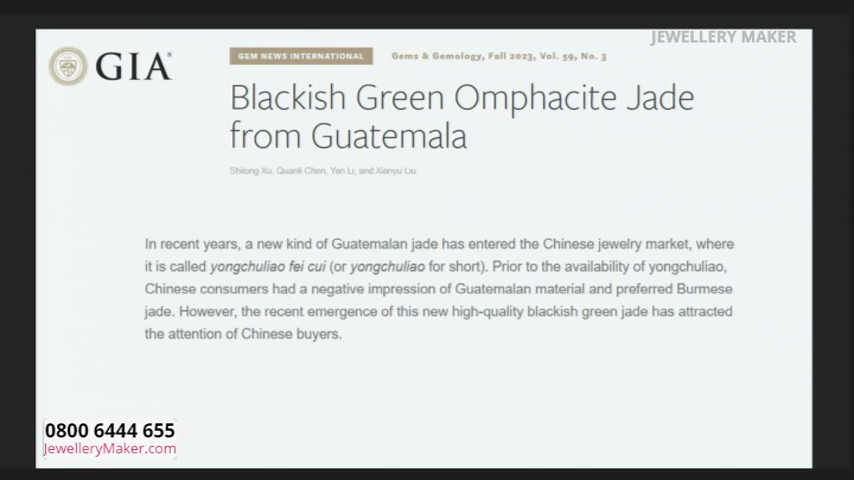 JEWELLERY MAKER
GIA®
GEM NEWS INTERNATIONAL
Gems & Gemology, Fall 2023, Vol. 59, No. 3
Blackish Green Omphacite Jade
from Guatemala
Shilong Xu, Quanli Chen, Yan Li, and Xianyu Liu
In recent years, a new kind of Guatemalan jade has entered the Chinese jewelry market, where
it is called yongchuliao fei cui (or yongchuliao for short). Prior to the availability of yongchuliao,
Chinese consumers had a negative impression of Guatemalan material and preferred Burmese
jade. However, the recent emergence of this new high-quality blackish green jade has attracted
the attention of Chinese buyers.
0800 6444 655
JewelleryMaker.com